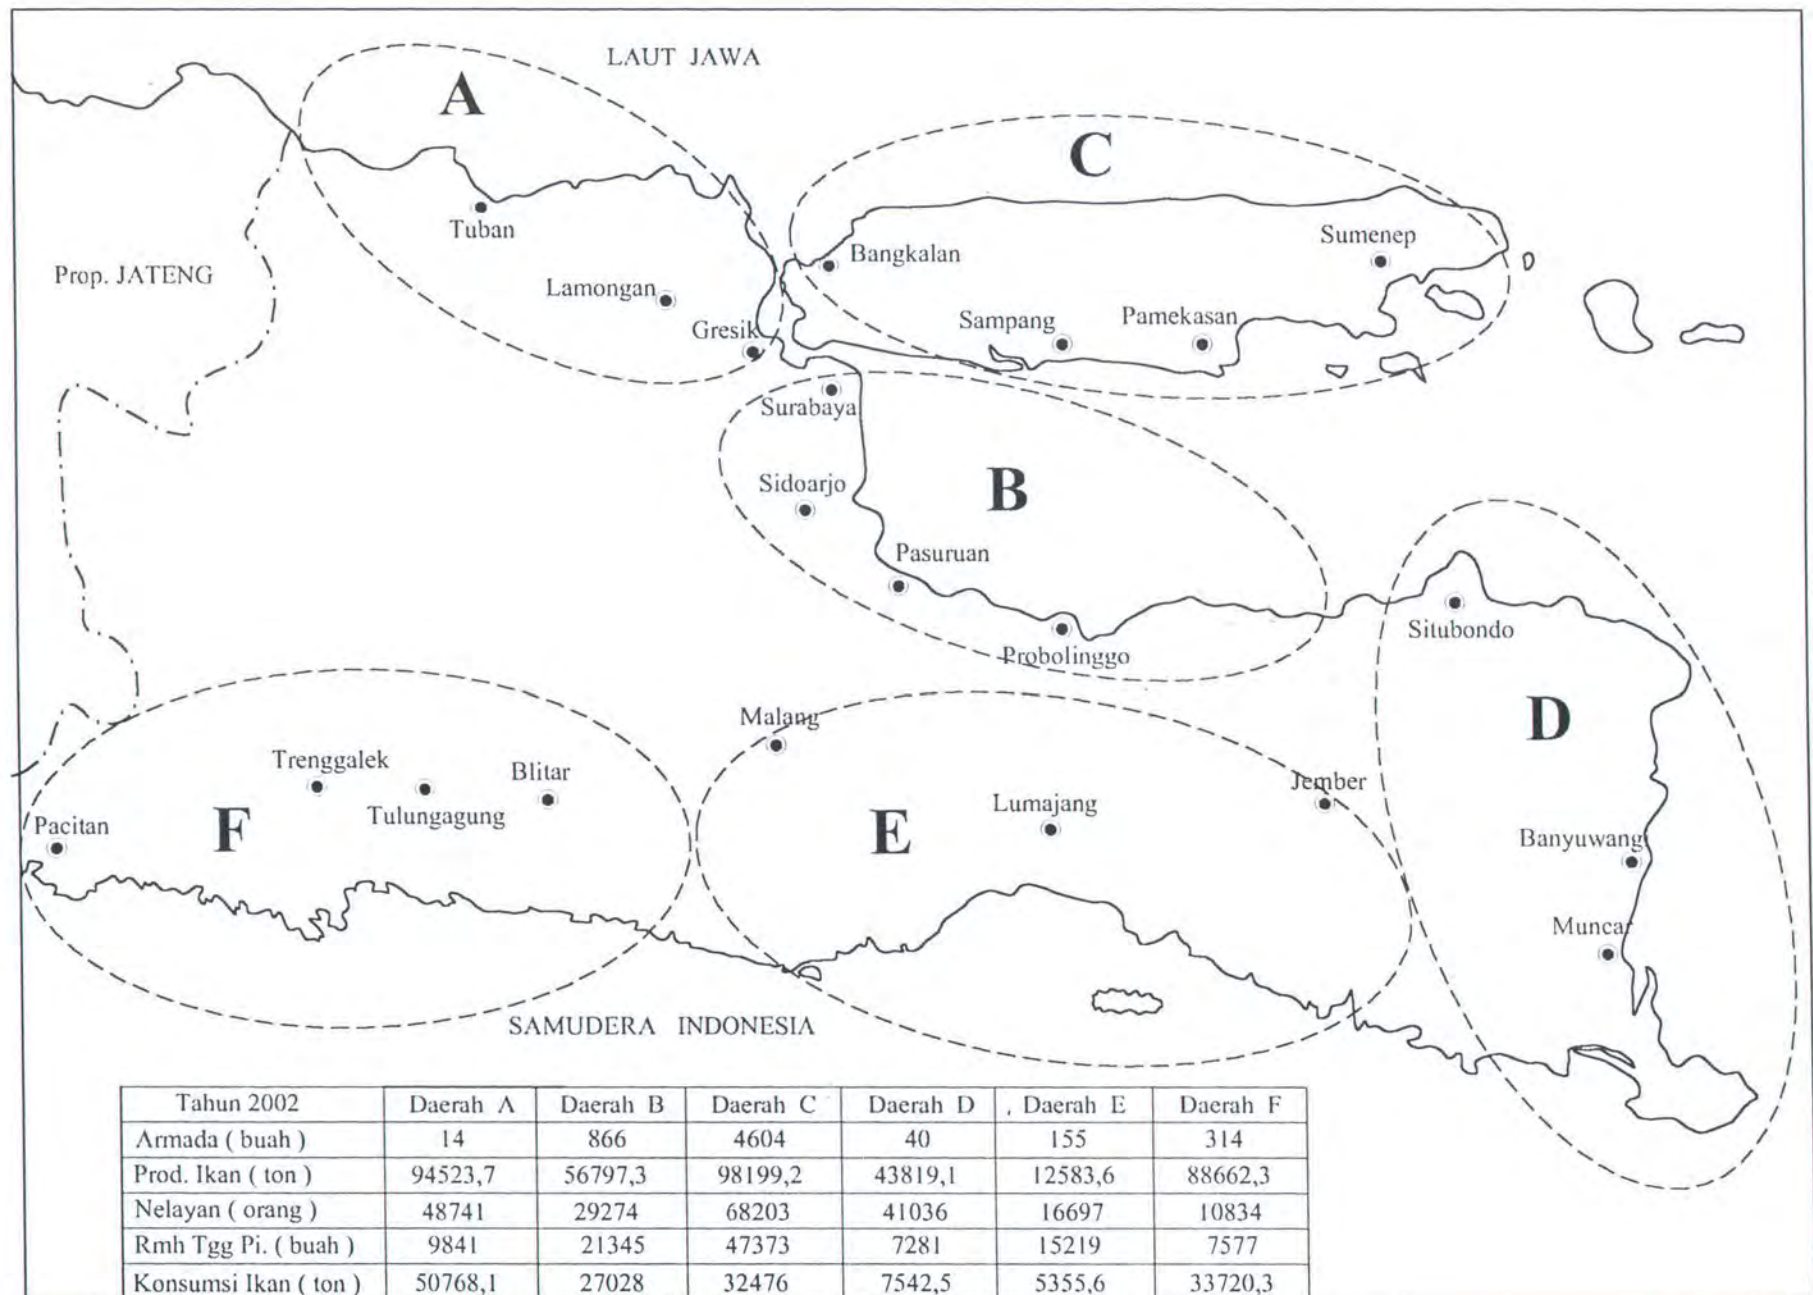 LAUT JAWA
A
C
Tuban
Bangkalan
Sumenep
Prop. JATENG
Lamongan
Gresik
Sampang
Pamekasan
Surabaya
Sidoarjo
B
Pasuruan
Situbondo
Probolinggo
D
Malang
Trenggalek
Blitar
Jember
Lumajang
Tulungagung
Pacitan
F
E
Banyuwangi
Muncar
SAMUDERA INDONESIA
Tahun 2002 Daerah A Daerah B Daerah C Daerah D Daerah E Daerah F
Armada ( buah ) 14 866 4604 40 155 314
Prod. Ikan ( ton ) 94523,7 56797,3 98199,2 43819,1 12583,6 88662,3
Nelayan ( orang ) 48741 29274 68203 41036 16697 10834
Rmh Tgg Pi. ( buah ) 9841 21345 47373 7281 15219 7577
Konsumsi Ikan ( ton ) 50768,1 27028 32476 7542,5 5355,6 33720,3